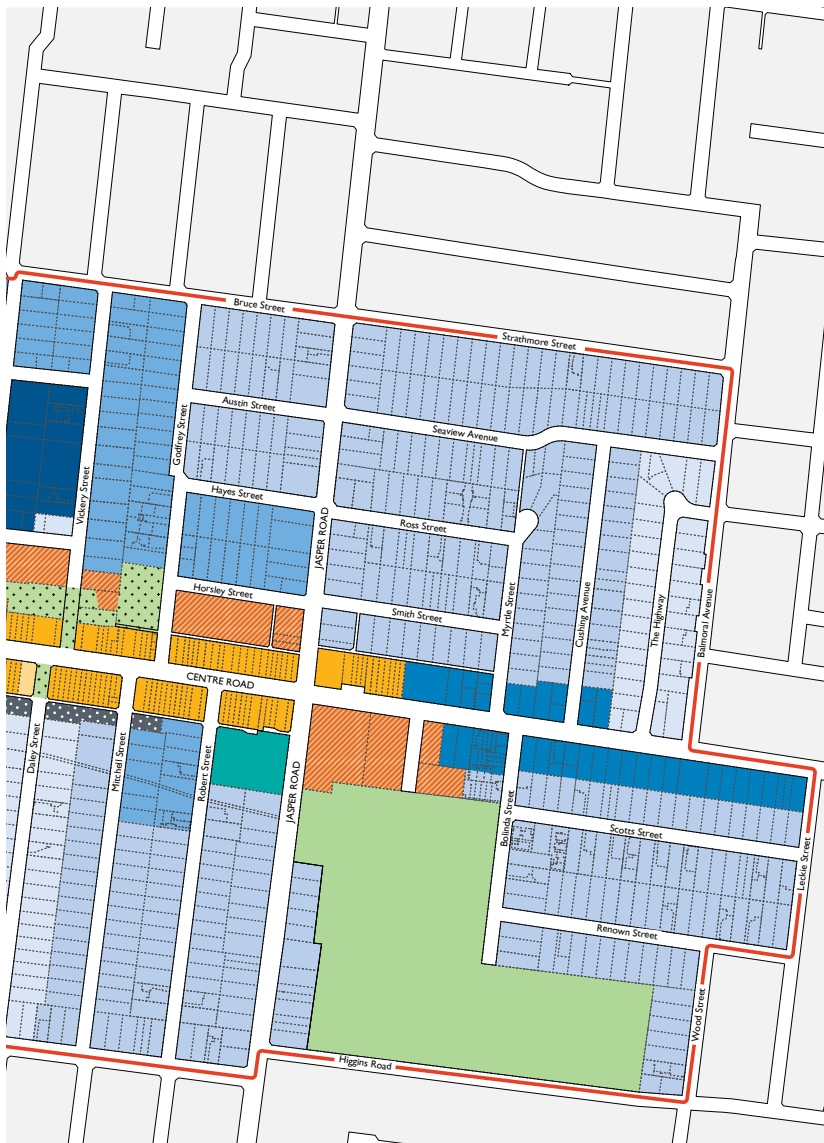 Bruce Street
Strathmore Street
Austin Street
Godfrey Street
Seaview Avenue
Vickery Street
Hayes Street
JASPER ROAD
Ross Street
Horsley Street
Smith Street
Myrtle Street
Cushing Avenue
The Highway
Balmoral Avenue
CENTRE ROAD
Daley Street
Mitchell Street
Robert Street
JASPER ROAD
Bolinda Street
Scotts Street
Leckie Street
Renown Street
Wood Street
Higgins Road